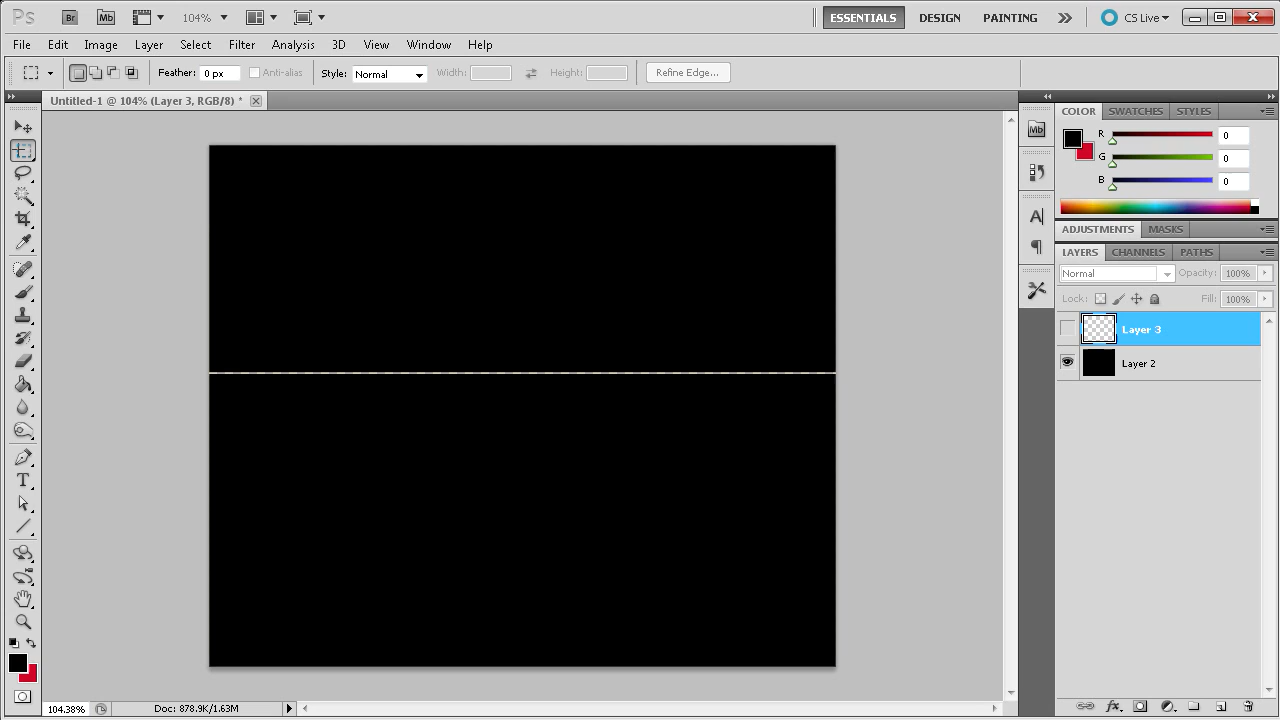 Ps Br Mb 104% ESSENTIALS DESIGN PAINTING CS Live
File Edit Image Layer Select Filter Analysis 3D View Window Help
Feather: 0 px Anti-alias Style: Normal Width: Height: Refine Edge...
Untitled-1 @ 104% (Layer 3, RGB/8) *
COLOR SWATCHES STYLES
Mb
R 0
G 0
B 0
A
ADJUSTMENTS MASKS
LAYERS CHANNELS PATHS
Normal Opacity: 100%
Lock: Fill: 100%
Layer 3
Layer 2
T
104.38% Doc: 878.9K/1.63M
fx